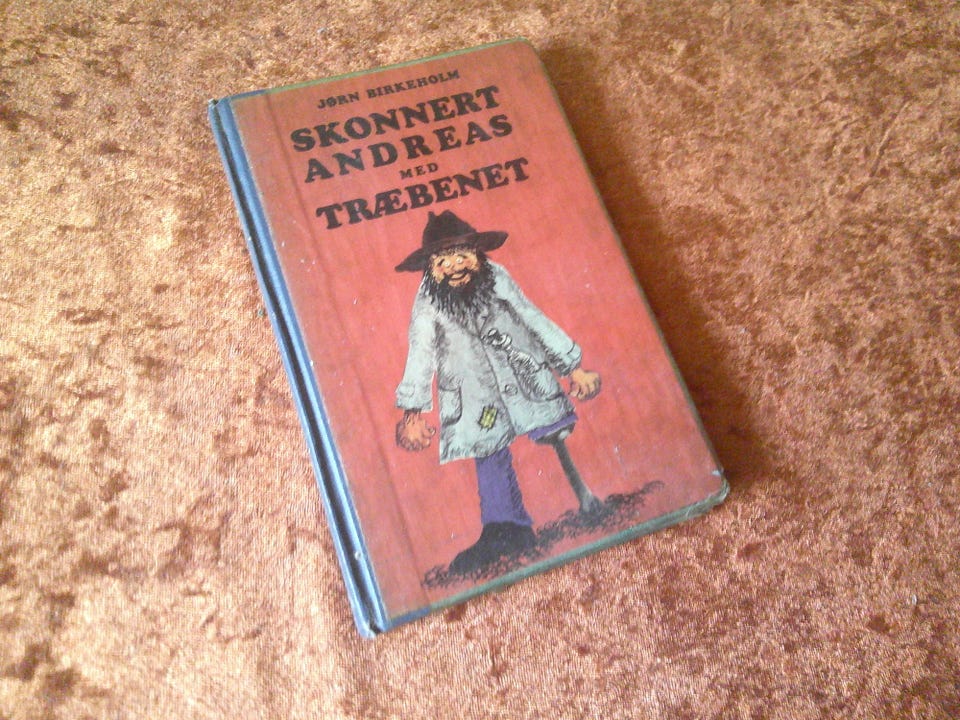 JØRN BIRKEHOLM
SKONNERT
ANDREAS
MED
TRÆBENET